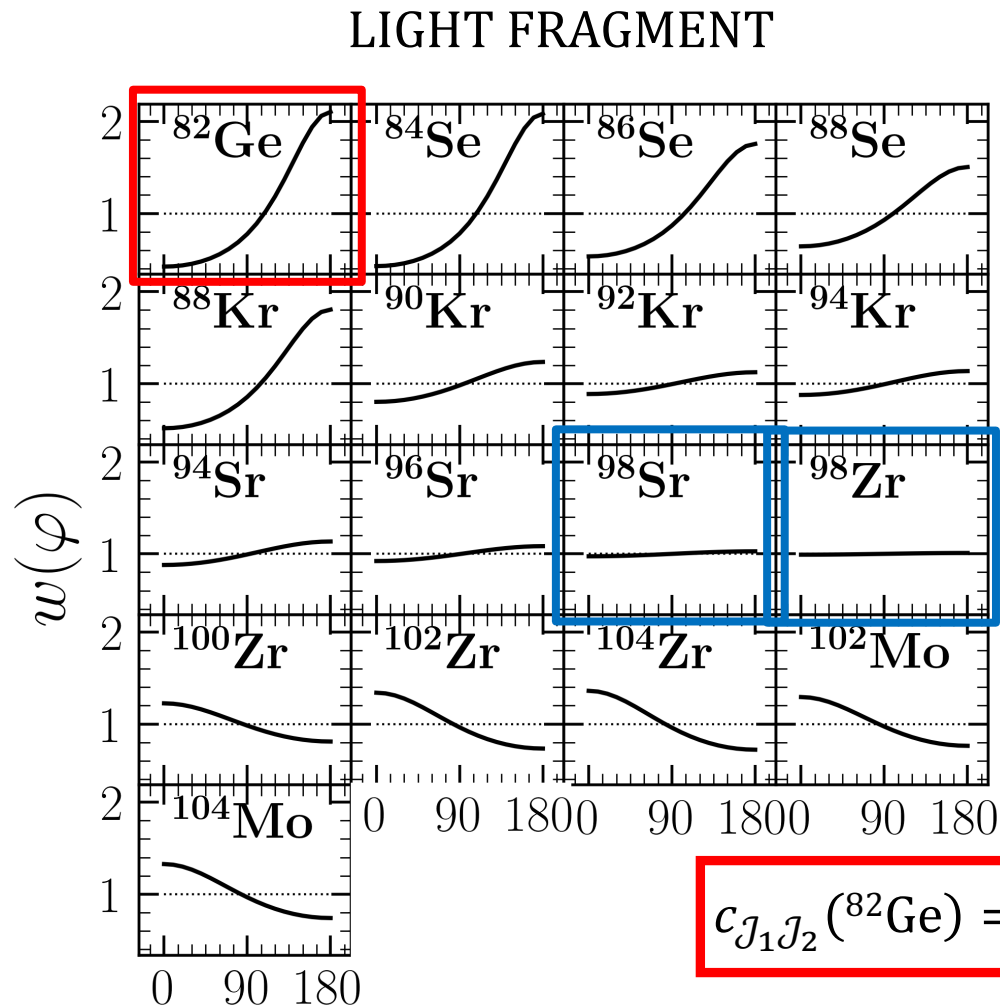 LIGHT FRAGMENT
2 ⁸²Ge ⁸⁴Se ⁸⁶Se ⁸⁸Se
1
2 ⁸⁸Kr ⁹⁰Kr ⁹²Kr ⁹⁴Kr
1
2 ⁹⁴Sr ⁹⁶Sr ⁹⁸Sr ⁹⁸Zr
1
w(φ)
2 ¹⁰⁰Zr ¹⁰²Zr ¹⁰⁴Zr ¹⁰²Mo
1
2 ¹⁰⁴Mo 0 90 180 0 90 180 0 90 180
1
c𝒥₁𝒥₂(⁸²Ge) =
0 90 180